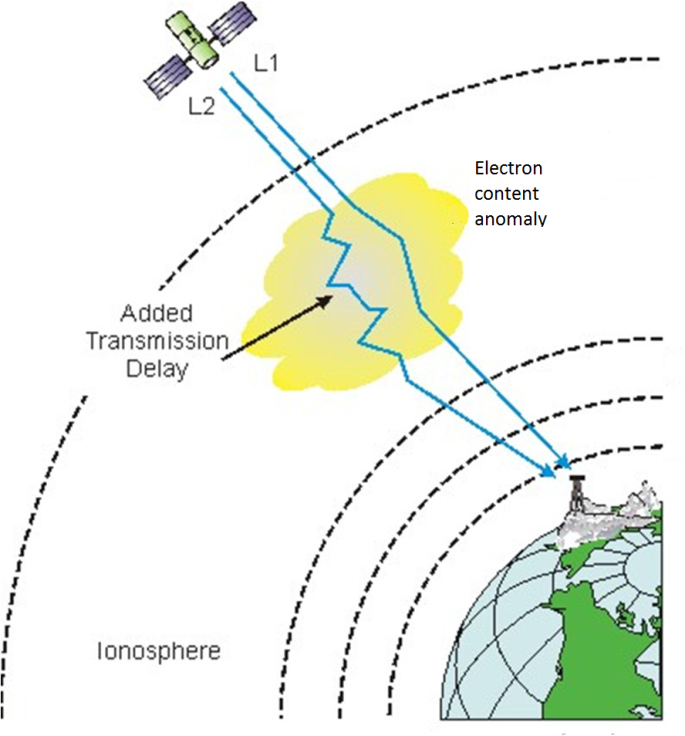 L1
L2
Electron
content
anomaly
Added
Transmission
Delay
Ionosphere